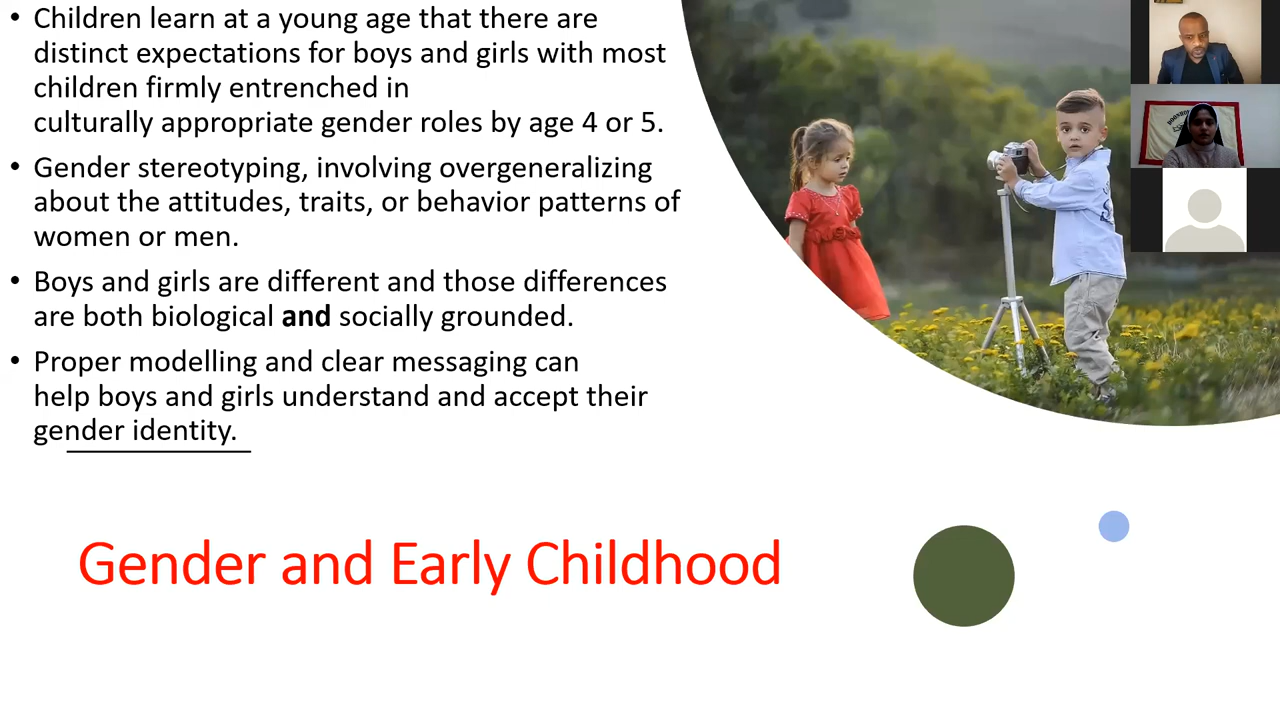 • Children learn at a young age that there are
distinct expectations for boys and girls with most
children firmly entrenched in
culturally appropriate gender roles by age 4 or 5.
• Gender stereotyping, involving overgeneralizing
about the attitudes, traits, or behavior patterns of
women or men.
• Boys and girls are different and those differences
are both biological and socially grounded.
• Proper modelling and clear messaging can
help boys and girls understand and accept their
gender identity.
Gender and Early Childhood